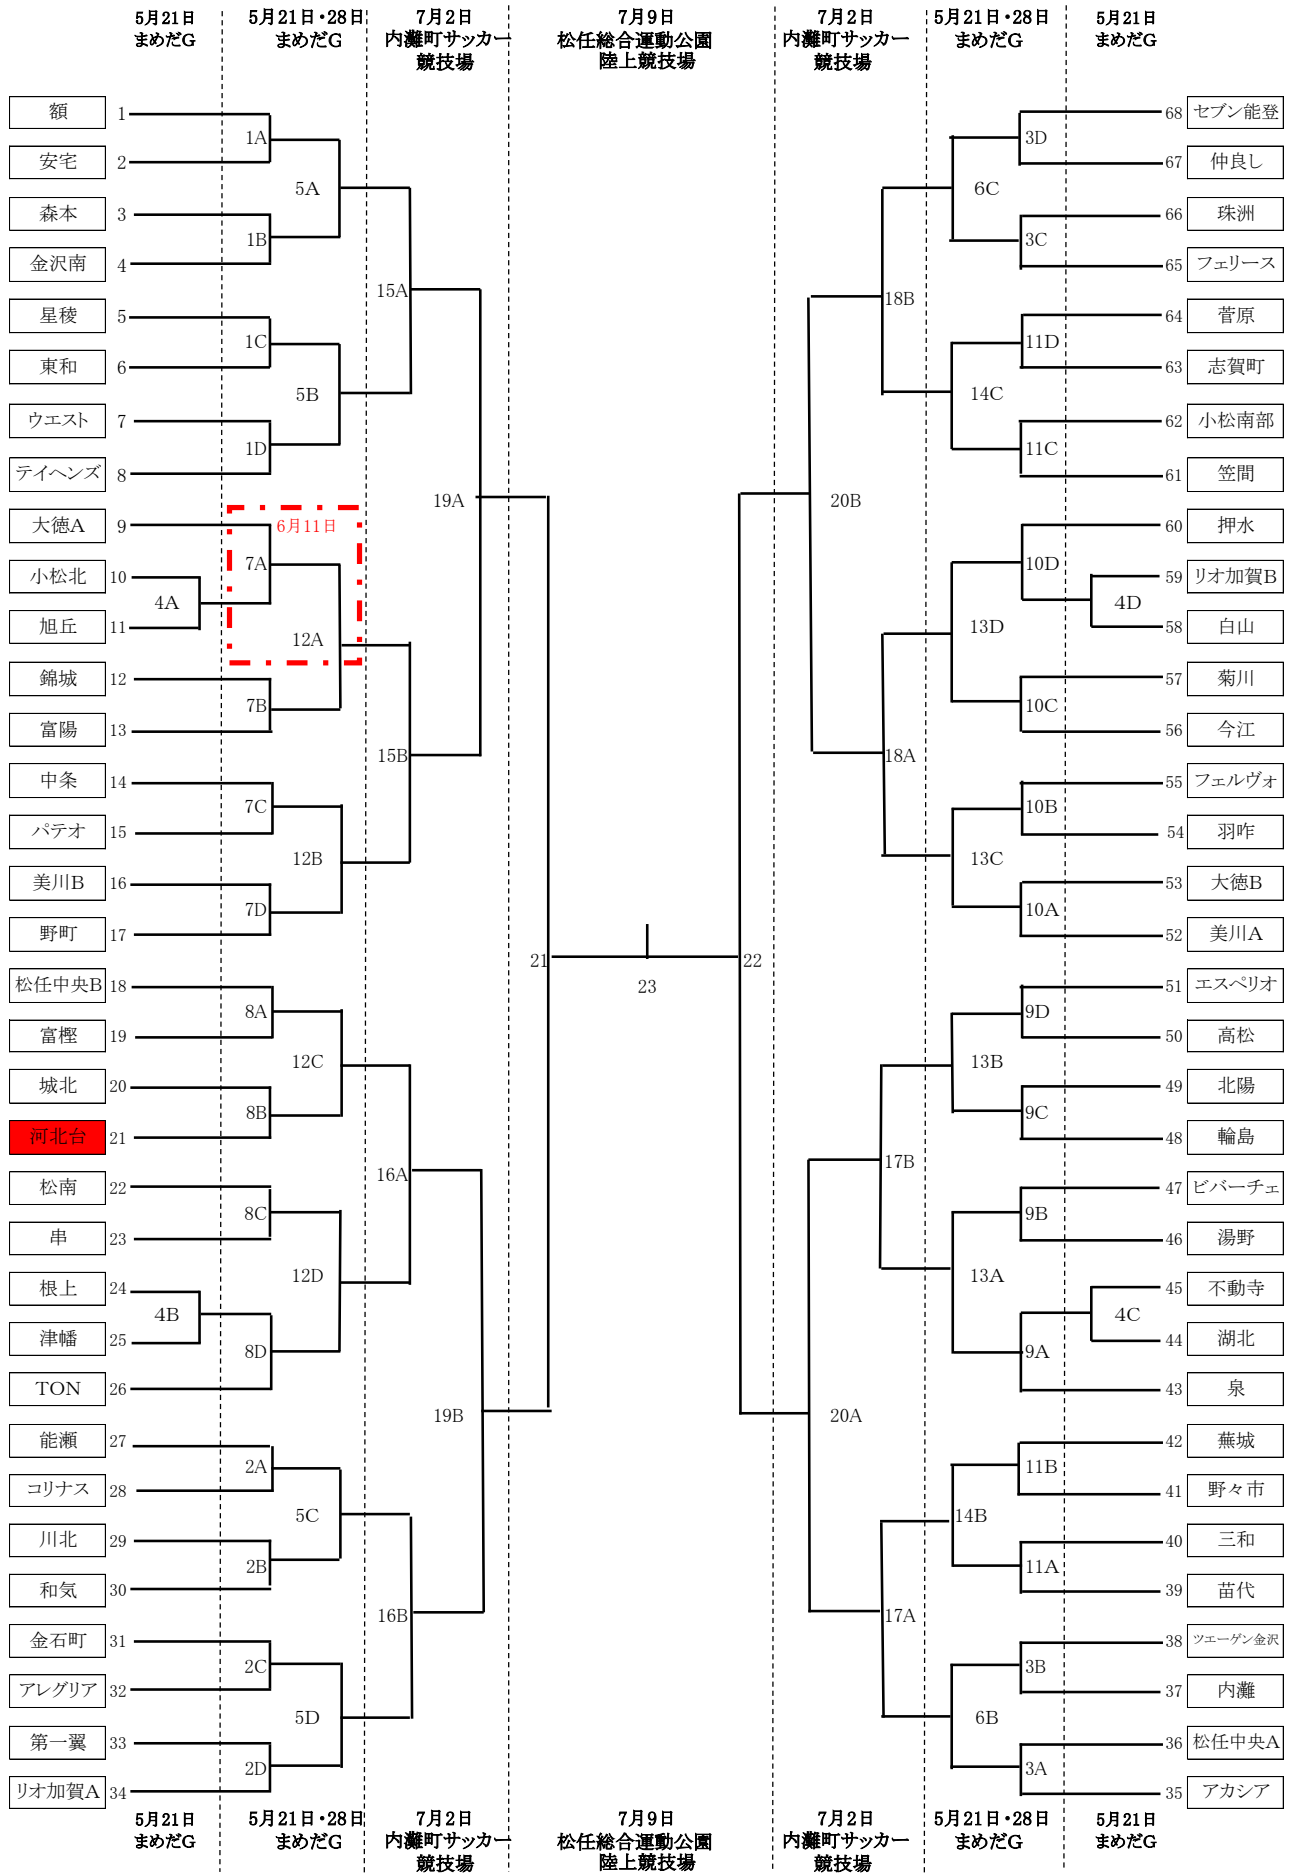 5月21日
まめだG
5月21日・28日
まめだG
7月2日
内灘町サッカー
競技場
7月9日
松任総合運動公園
陸上競技場
7月2日
内灘町サッカー
競技場
5月21日・28日
まめだG
5月21日
まめだG
額 1
安宅 2
森本 3
金沢南 4
星稜 5
東和 6
ウエスト 7
テイヘンズ 8
大徳A 9
小松北 10
旭丘 11
錦城 12
富陽 13
中条 14
パテオ 15
美川B 16
野町 17
松任中央B 18
富樫 19
城北 20
河北台 21
松南 22
串 23
根上 24
津幡 25
TON 26
能瀬 27
コリナス 28
川北 29
和気 30
金石町 31
アレグリア 32
第一翼 33
リオ加賀A 34
4A
4B
1A
1B
1C
1D
6月11日
7A
7B
7C
7D
8A
8B
8C
8D
2A
2B
2C
2D
5A
5B
12A
12B
12C
12D
5C
5D
15A
15B
16A
16B
19A
19B
21
23
22
20B
20A
18B
18A
17B
17A
6C
14C
13D
13C
13B
13A
14B
6B
3D
3C
11D
11C
10D
10C
10B
10A
9D
9C
9B
9A
11B
11A
3B
3A
4D
4C
68 セブン能登
67 仲良し
66 珠洲
65 フェリース
64 菅原
63 志賀町
62 小松南部
61 笠間
60 押水
59 リオ加賀B
58 白山
57 菊川
56 今江
55 フェルヴォ
54 羽咋
53 大徳B
52 美川A
51 エスペリオ
50 高松
49 北陽
48 輪島
47 ビバーチェ
46 湯野
45 不動寺
44 湖北
43 泉
42 蕪城
41 野々市
40 三和
39 苗代
38 ツエーゲン金沢
37 内灘
36 松任中央A
35 アカシア
5月21日
まめだG
5月21日・28日
まめだG
7月2日
内灘町サッカー
競技場
7月9日
松任総合運動公園
陸上競技場
7月2日
内灘町サッカー
競技場
5月21日・28日
まめだG
5月21日
まめだG